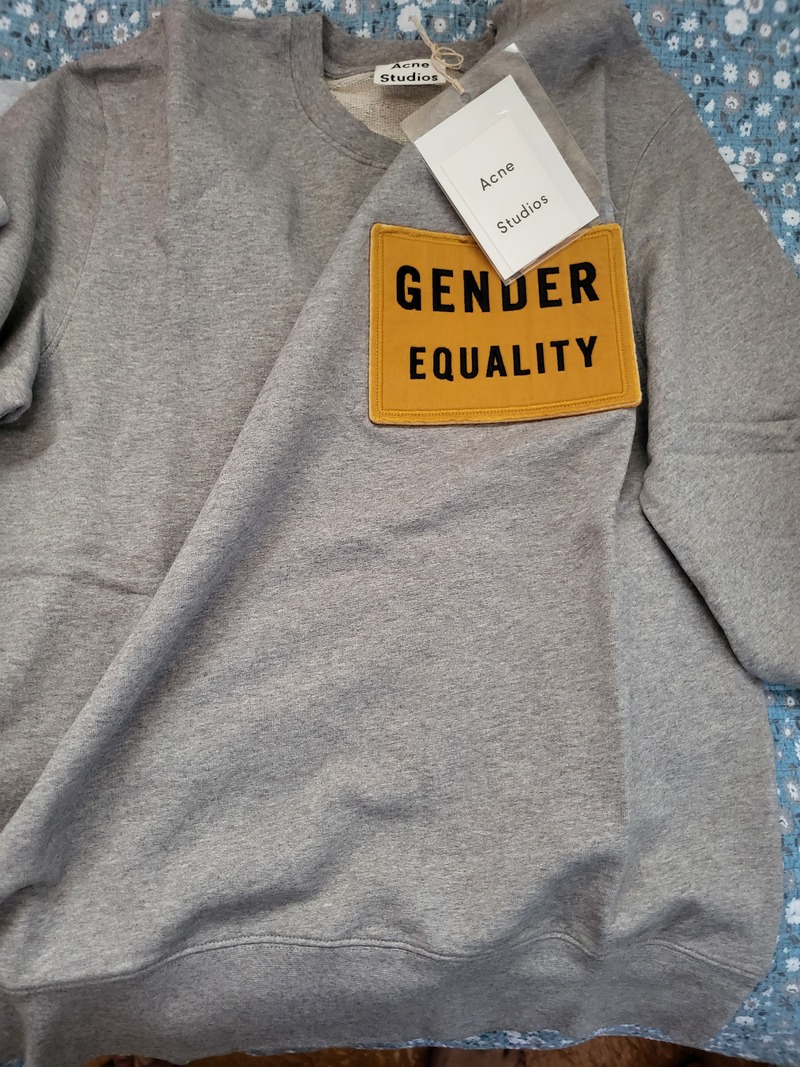 Acne
Studios
Acne
Studios
GENDER
EQUALITY